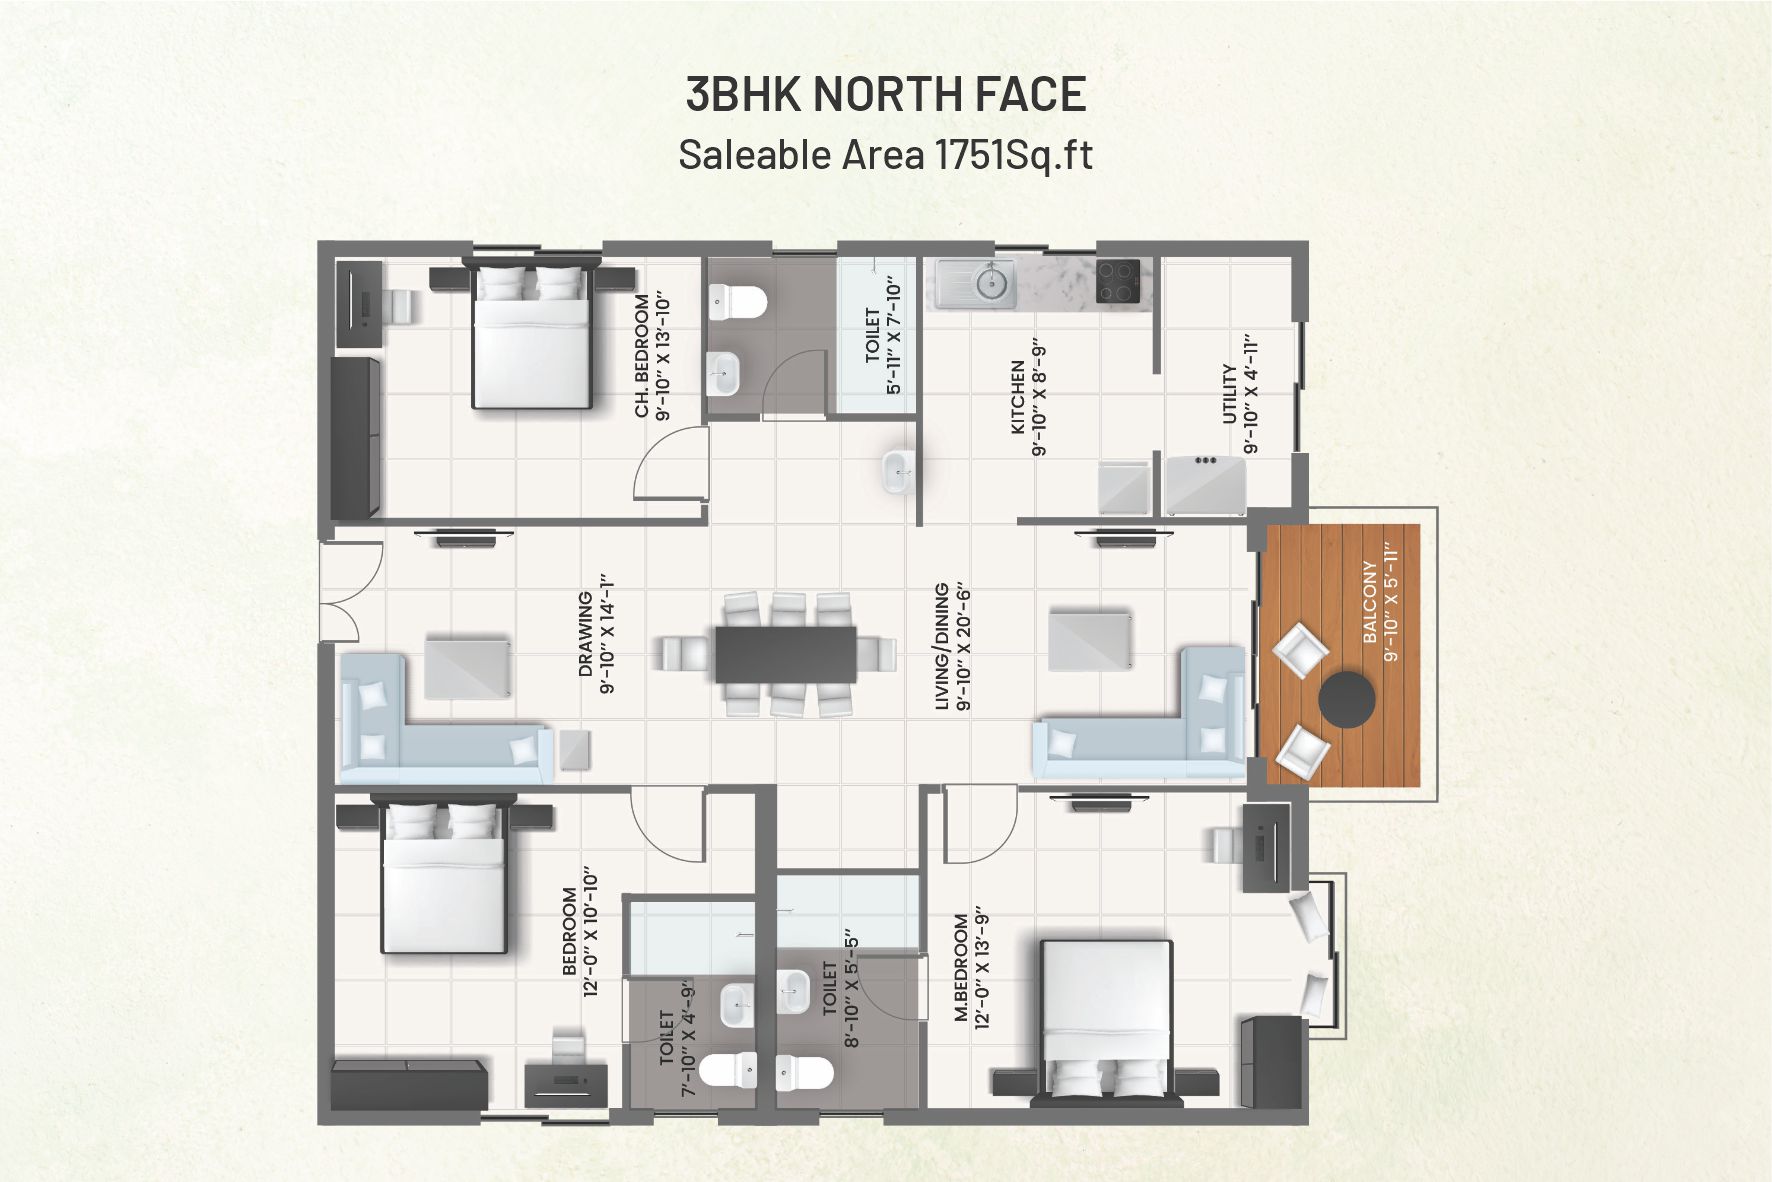 3BHK NORTH FACE
Saleable Area 1751Sq.ft
CH. BEDROOM
9'-10" X 13'-10"
TOILET
5'-11" X 7'-10"
KITCHEN
9'-10" X 8'-9"
UTILITY
9'-10" X 4'-11"
DRAWING
9'-10" X 14'-1"
LIVING/DINING
9'-10" X 20'-6"
BALCONY
9'-10" X 5'-11"
BEDROOM
12'-0" X 10'-10"
TOILET
7'-10" X 4'-9"
TOILET
8'-10" X 5'-5"
M.BEDROOM
12'-0" X 13'-9"